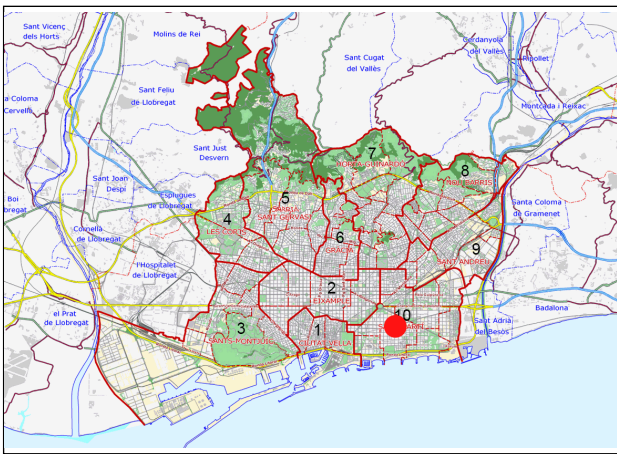 Sant Vicenç
dels Horts
Molins de Rei
Cerdanyola
del Vallès
Ripollet
Sant Cugat
del Vallès
Sant Feliu
de Llobregat
a Coloma
Cervelló
Montcada i Reixac
Sant Just
Desvern
7
HORTA-GUINARDÓ
8
NOU BARRIS
Sant Joan
Despí
Esplugues
de Llobregat
5
SARRIÀ
SANT GERVASI
Boi
bregat
4
LES CORTS
Santa Coloma
de Gramenet
Cornellà
de Llobregat
6
GRÀCIA
9
SANT ANDREU
l'Hospitalet
de Llobregat
2
L'EIXAMPLE
el Prat
de Llobregat
10
Badalona
Sant Adrià
del Besòs
3
SANTS-MONTJUÏC
1
CIUTAT VELLA